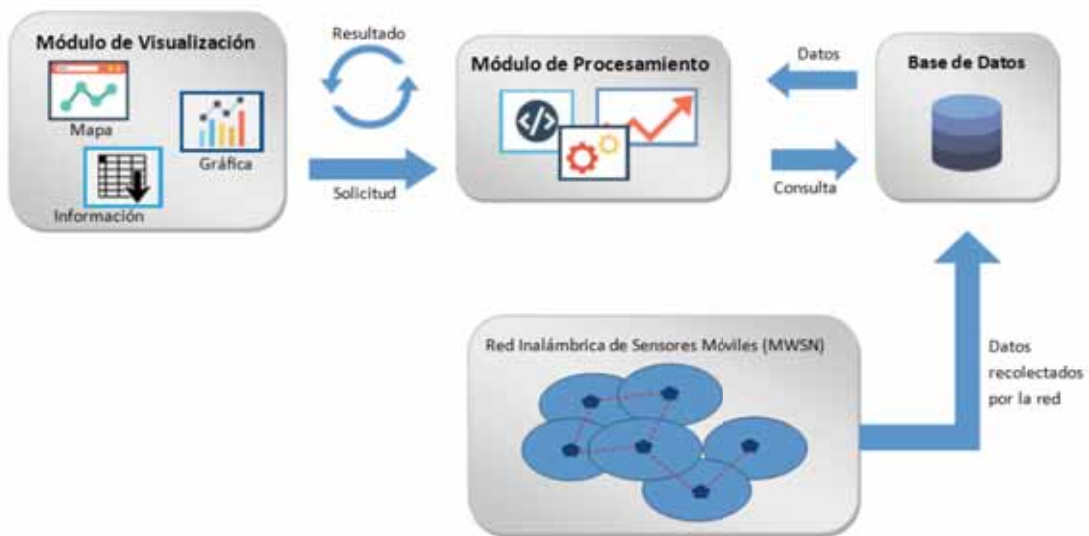 Módulo de Visualización
Mapa
Gráfica
Información
Resultado
Solicitud
Módulo de Procesamiento
Datos
Consulta
Base de Datos
Red Inalámbrica de Sensores Móviles (MWSN)
Datos
recolectados
por la red